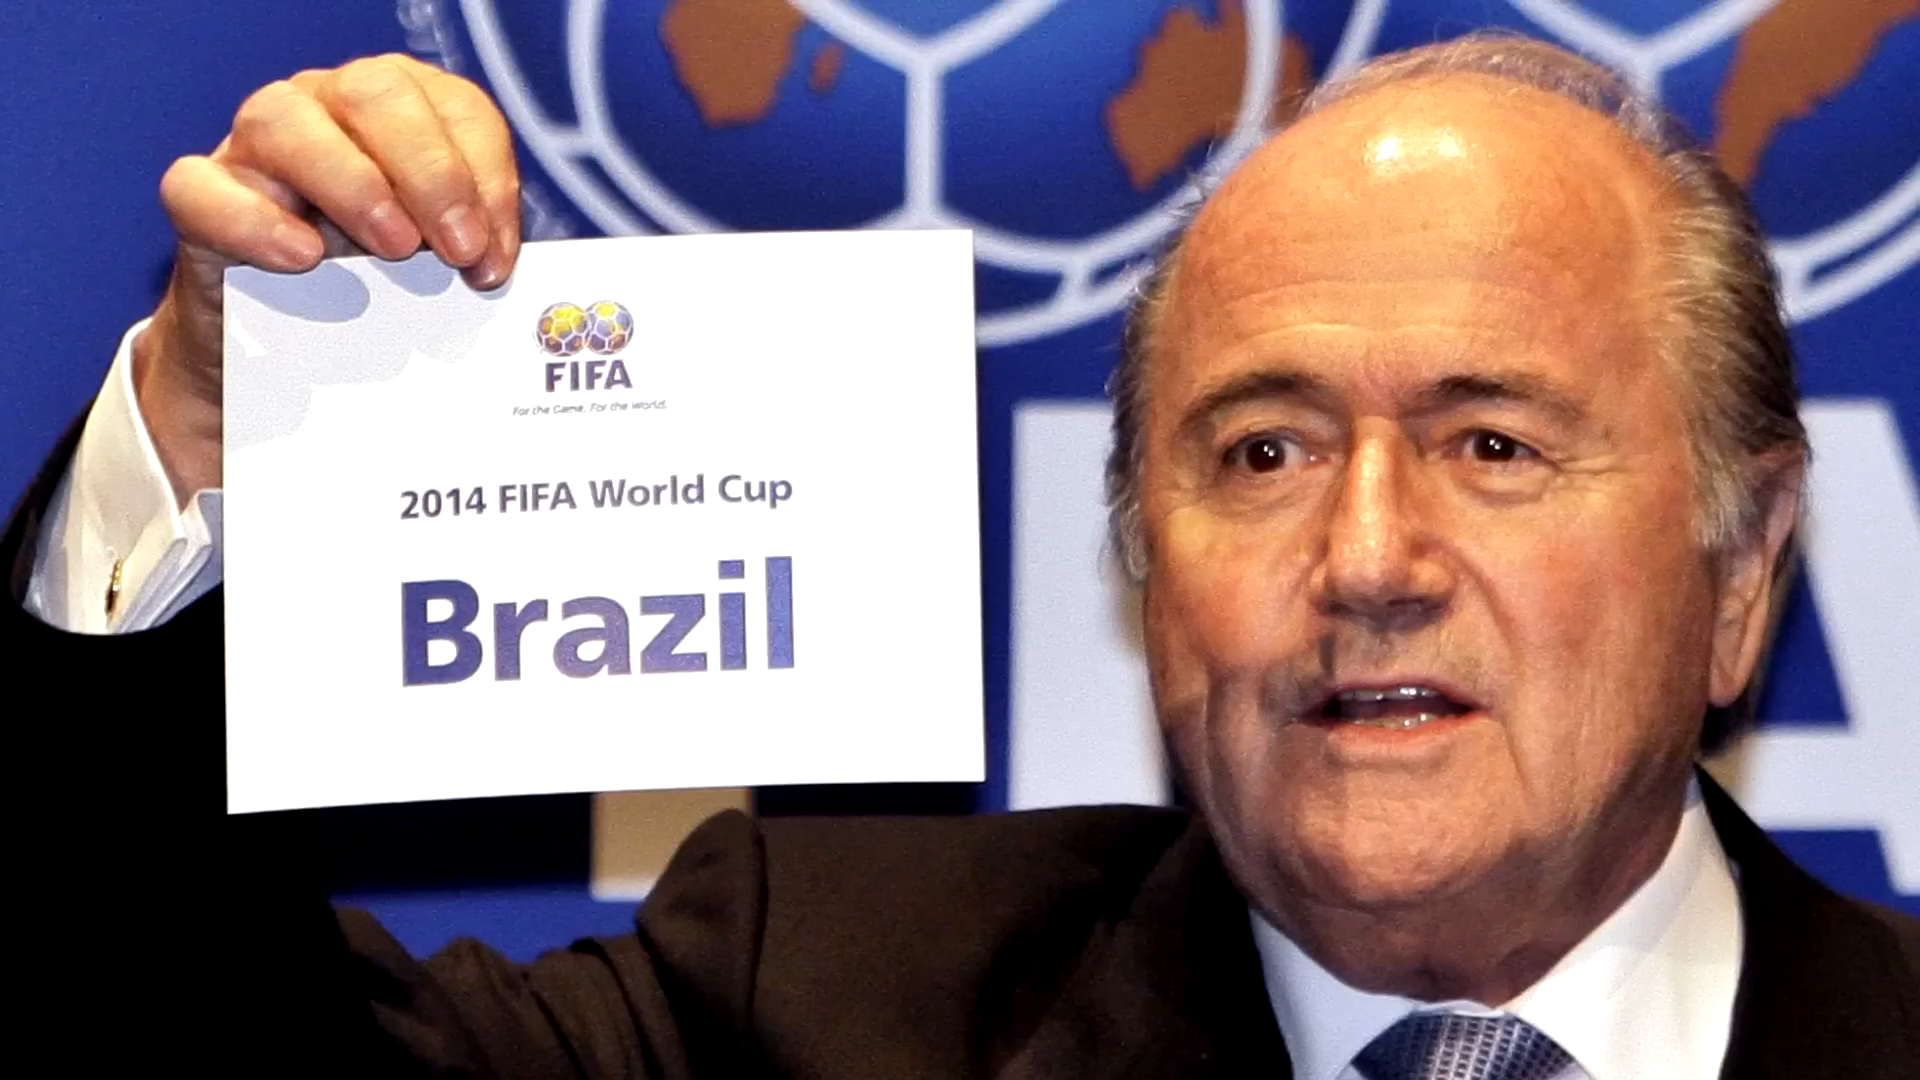 FIFA
For the Game. For the World.
2014 FIFA World Cup
Brazil